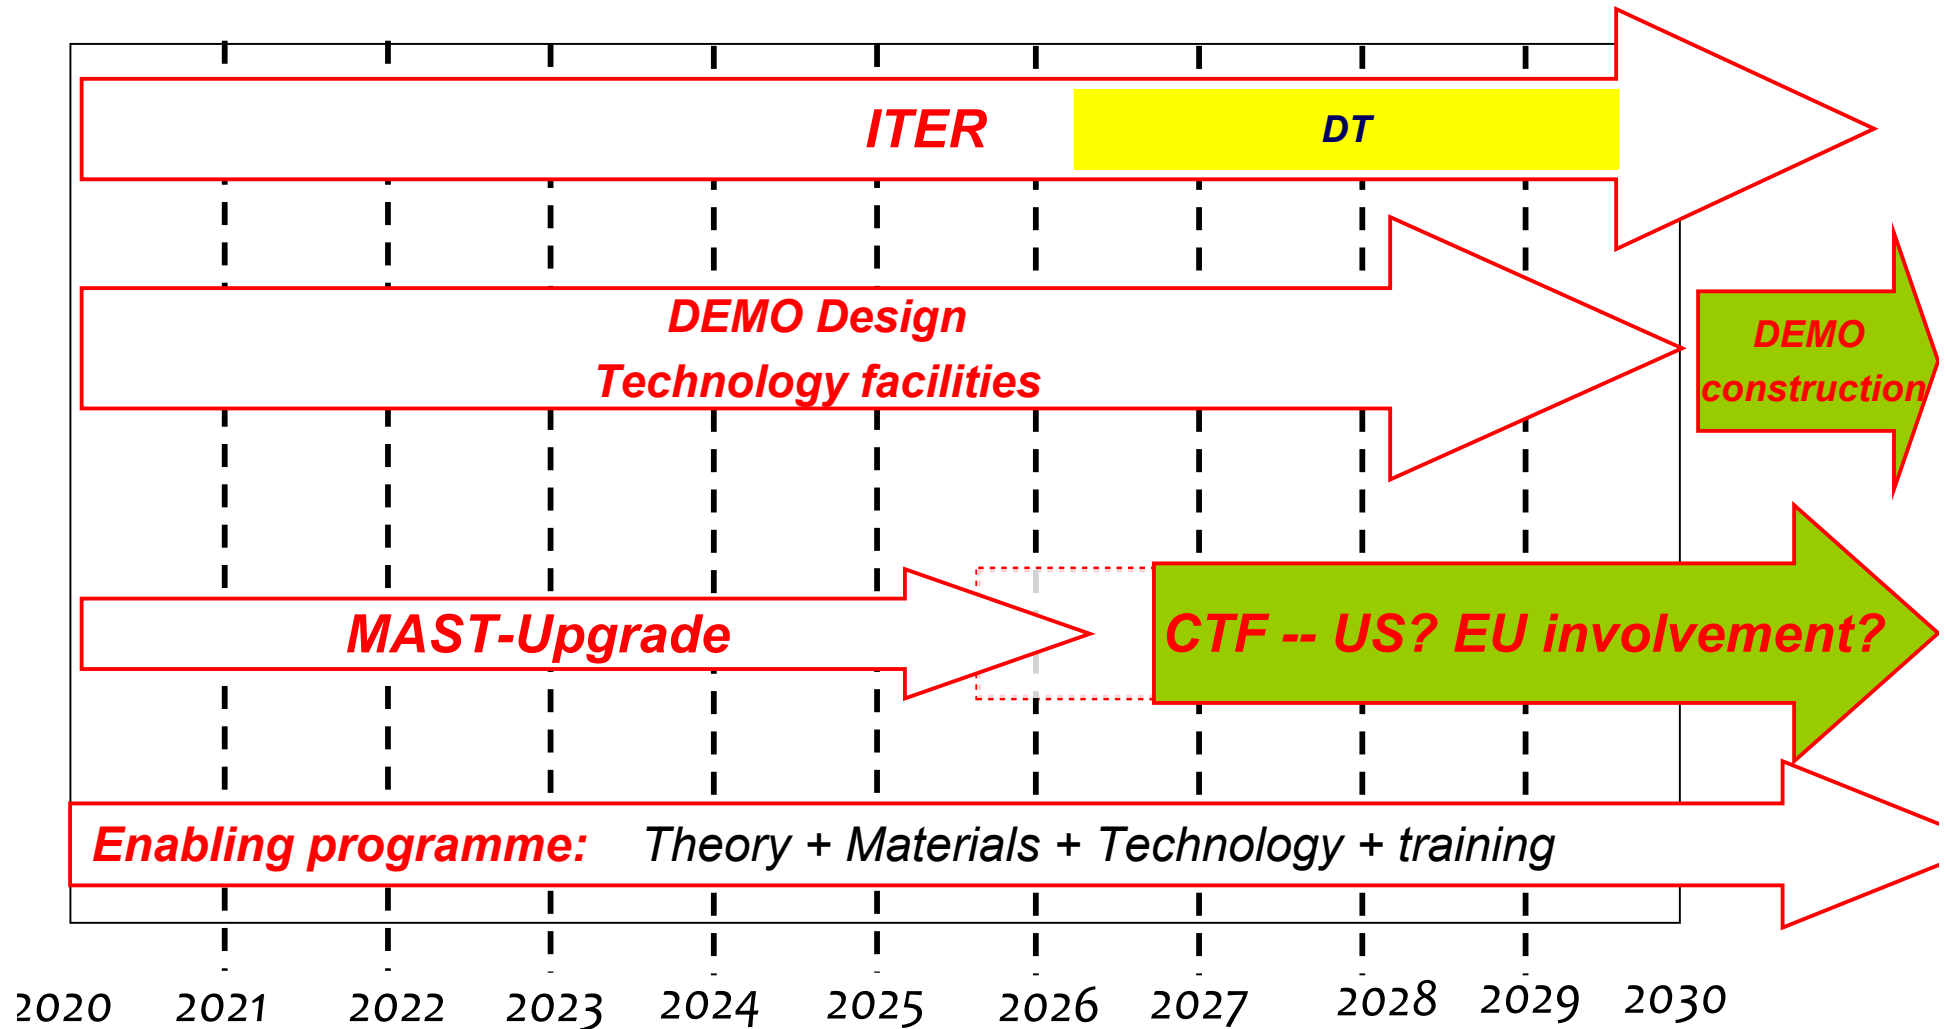 ITER
DT
DEMO Design
Technology facilities
DEMO
construction
MAST-Upgrade
CTF -- US? EU involvement?
Enabling programme: Theory + Materials + Technology + training
2020 2021 2022 2023 2024 2025 2026 2027 2028 2029 2030